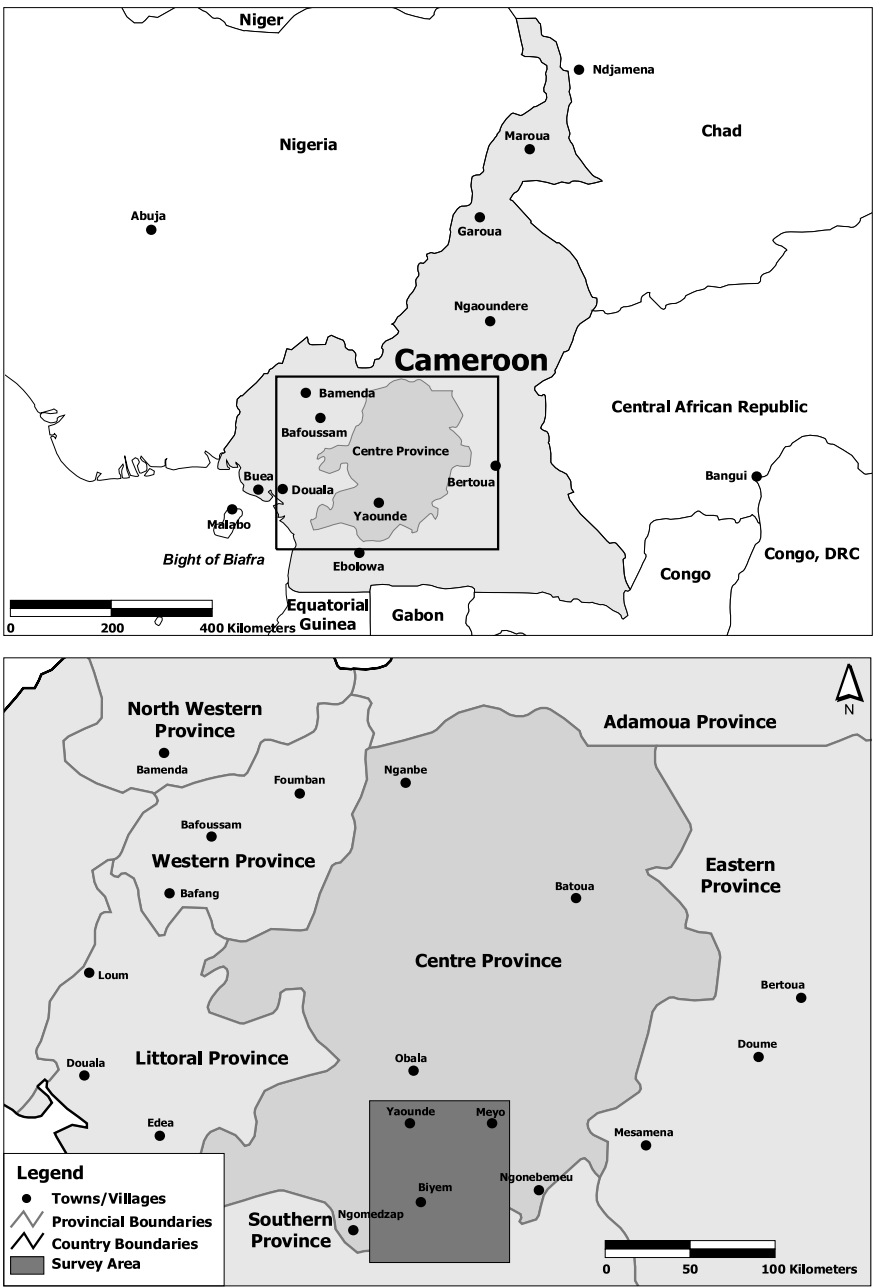 Niger
Ndjamena
Maroua
Chad
Nigeria
Abuja
Garoua
Ngaoundere
Cameroon
Bamenda
Central African Republic
Bafoussam
Centre Province
Buea
Bertoua
Bangui
Douala
Yaounde
Malabo
Bight of Biafra
Congo, DRC
Ebolowa
Congo
Equatorial
Guinea
Gabon
0 200 400 Kilometers
North Western
Province
Adamoua Province
N
Bamenda
Nganbe
Foumban
Bafoussam
Western Province
Eastern
Province
Bafang
Batoua
Centre Province
Loum
Bertoua
Doume
Littoral Province
Obala
Douala
Yaounde
Meyo
Edea
Mesamena
Legend
Towns/Villages
Provincial Boundaries
Country Boundaries
Survey Area
Ngonebemeu
Biyem
Southern
Province
Ngomedzap
0 50 100 Kilometers